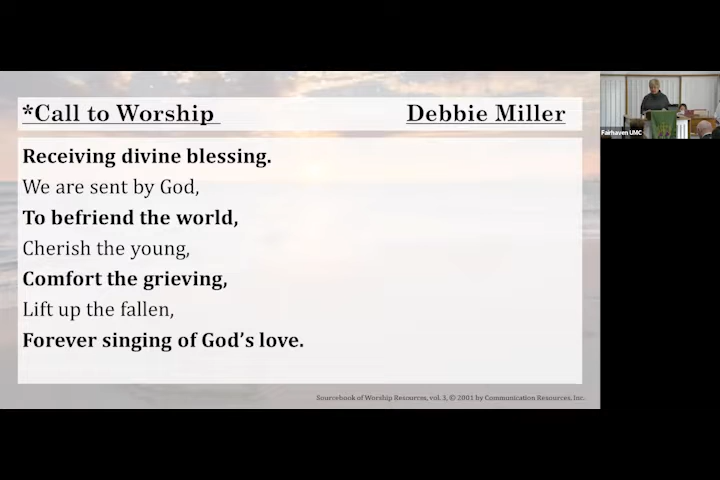 *Call to Worship
Debbie Miller
Receiving divine blessing.
We are sent by God,
To befriend the world,
Cherish the young,
Comfort the grieving,
Lift up the fallen,
Forever singing of God's love.
Sourcebook of Worship Resources, vol. 3, © 2001 by Communication Resources, Inc.
Fairhaven UMC